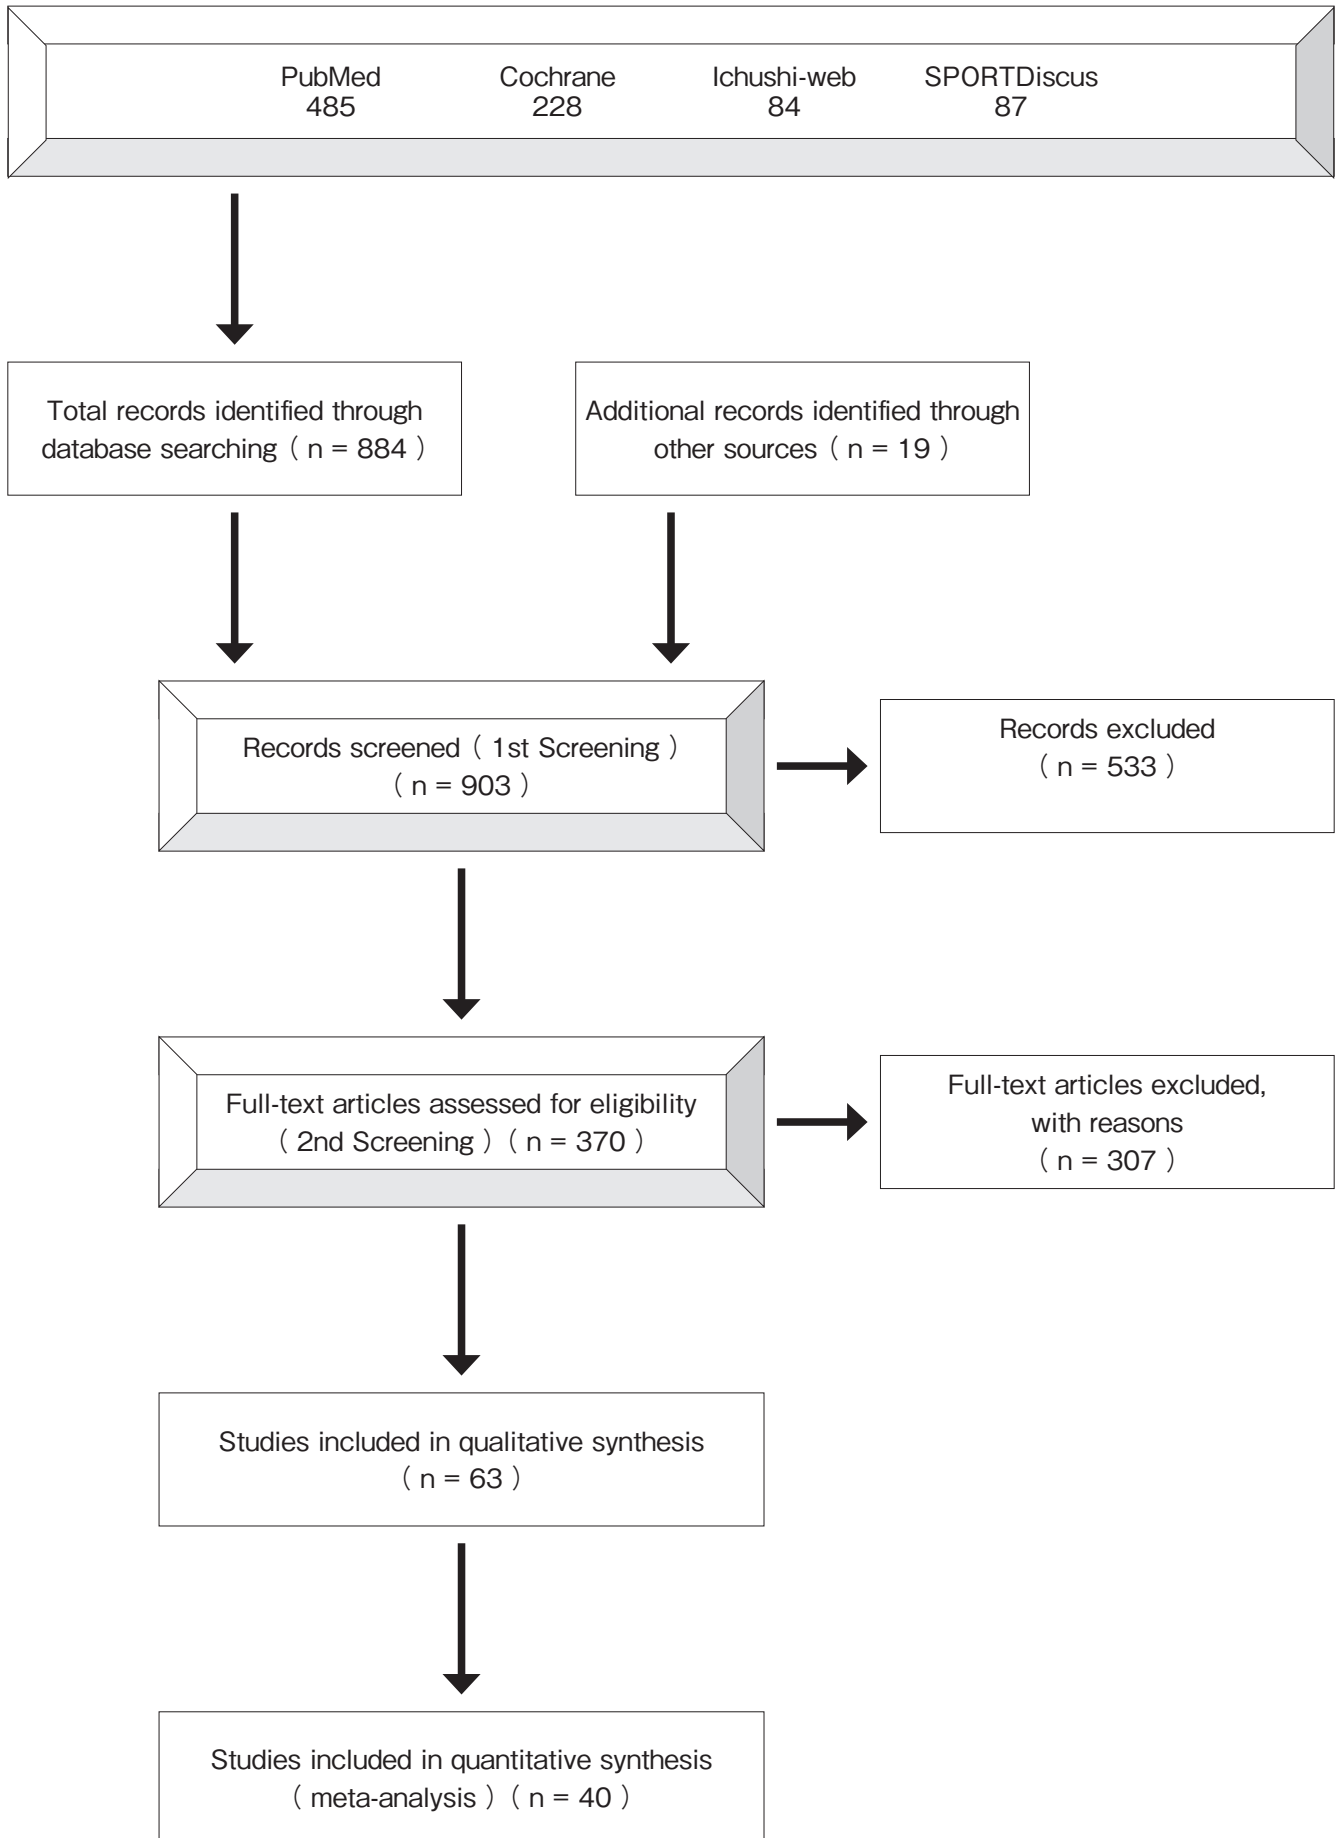 PubMed Cochrane Ichushi-web SPORTDiscus
485 228 84 87
Total records identified through
database searching（ n = 884 ）
Additional records identified through
other sources（ n = 19 ）
Records screened（ 1st Screening ）
（ n = 903 ）
Records excluded
（ n = 533 ）
Full-text articles assessed for eligibility
（ 2nd Screening ）（ n = 370 ）
Full-text articles excluded,
with reasons
（ n = 307 ）
Studies included in qualitative synthesis
（ n = 63 ）
Studies included in quantitative synthesis
（ meta-analysis ）（ n = 40 ）